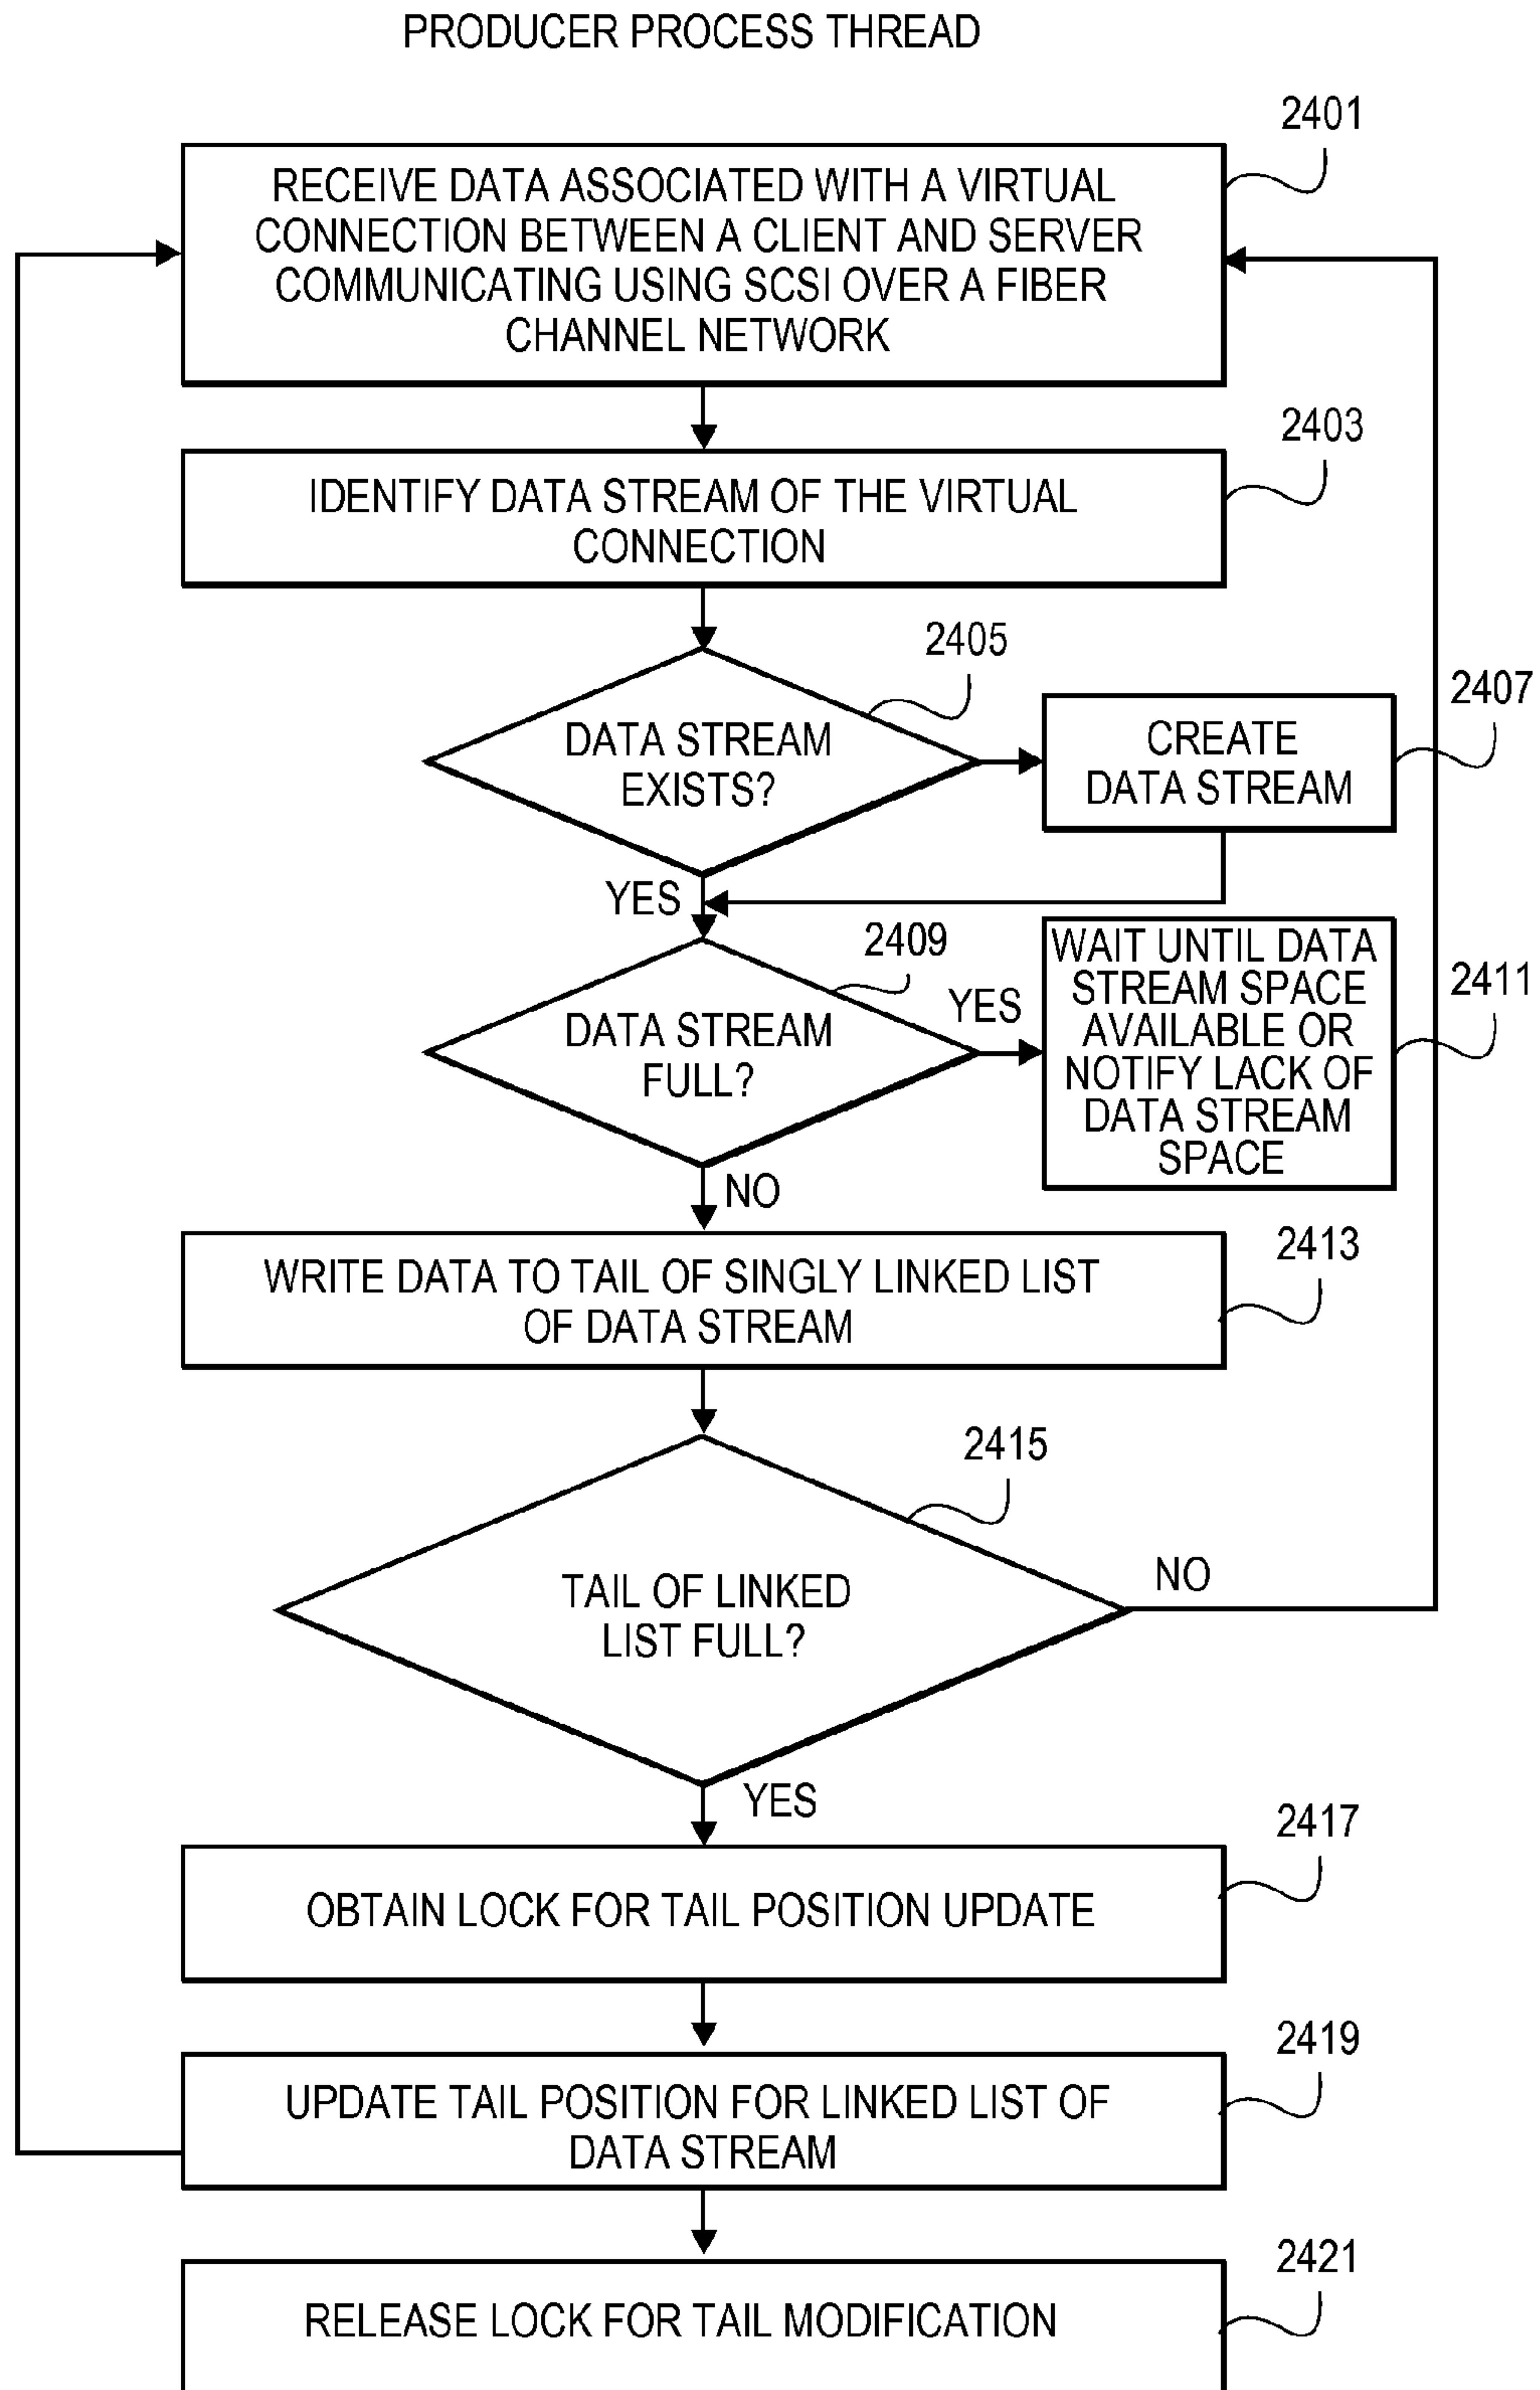 PRODUCER PROCESS THREAD
2401
RECEIVE DATA ASSOCIATED WITH A VIRTUAL
CONNECTION BETWEEN A CLIENT AND SERVER
COMMUNICATING USING SCSI OVER A FIBER
CHANNEL NETWORK
2403
IDENTIFY DATA STREAM OF THE VIRTUAL
CONNECTION
2405
DATA STREAM
EXISTS?
2407
CREATE
DATA STREAM
YES
2409
DATA STREAM
FULL?
YES
2411
WAIT UNTIL DATA
STREAM SPACE
AVAILABLE OR
NOTIFY LACK OF
DATA STREAM
SPACE
NO
2413
WRITE DATA TO TAIL OF SINGLY LINKED LIST
OF DATA STREAM
2415
TAIL OF LINKED
LIST FULL?
NO
YES
2417
OBTAIN LOCK FOR TAIL POSITION UPDATE
2419
UPDATE TAIL POSITION FOR LINKED LIST OF
DATA STREAM
2421
RELEASE LOCK FOR TAIL MODIFICATION